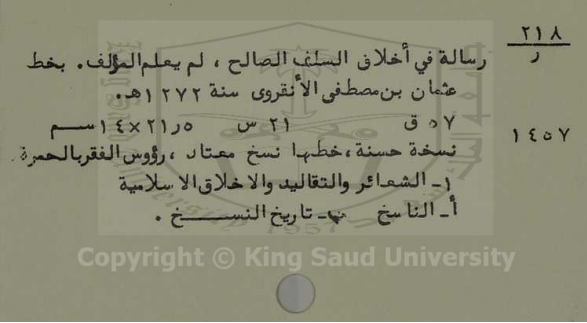 ٢١٨
ر
رسالة في أخلاق السلف الصالح ، لم يعلم المؤلف . بخط
عثمان بن مصطفى الأنقروى سنة ١٢٧٢هـ.
٥٧ ق ٢١ س ٢١٫٥×١٤ سم
١٤٥٧
نسخة حسنة ، خطها نسخ معتاد ، رؤوس الفقر بالحمرة .
١- الشعائر والتقاليد والاخلاق الاسلامية
أ- الناسخ ب- تاريخ النسخ .
Copyright © King Saud University